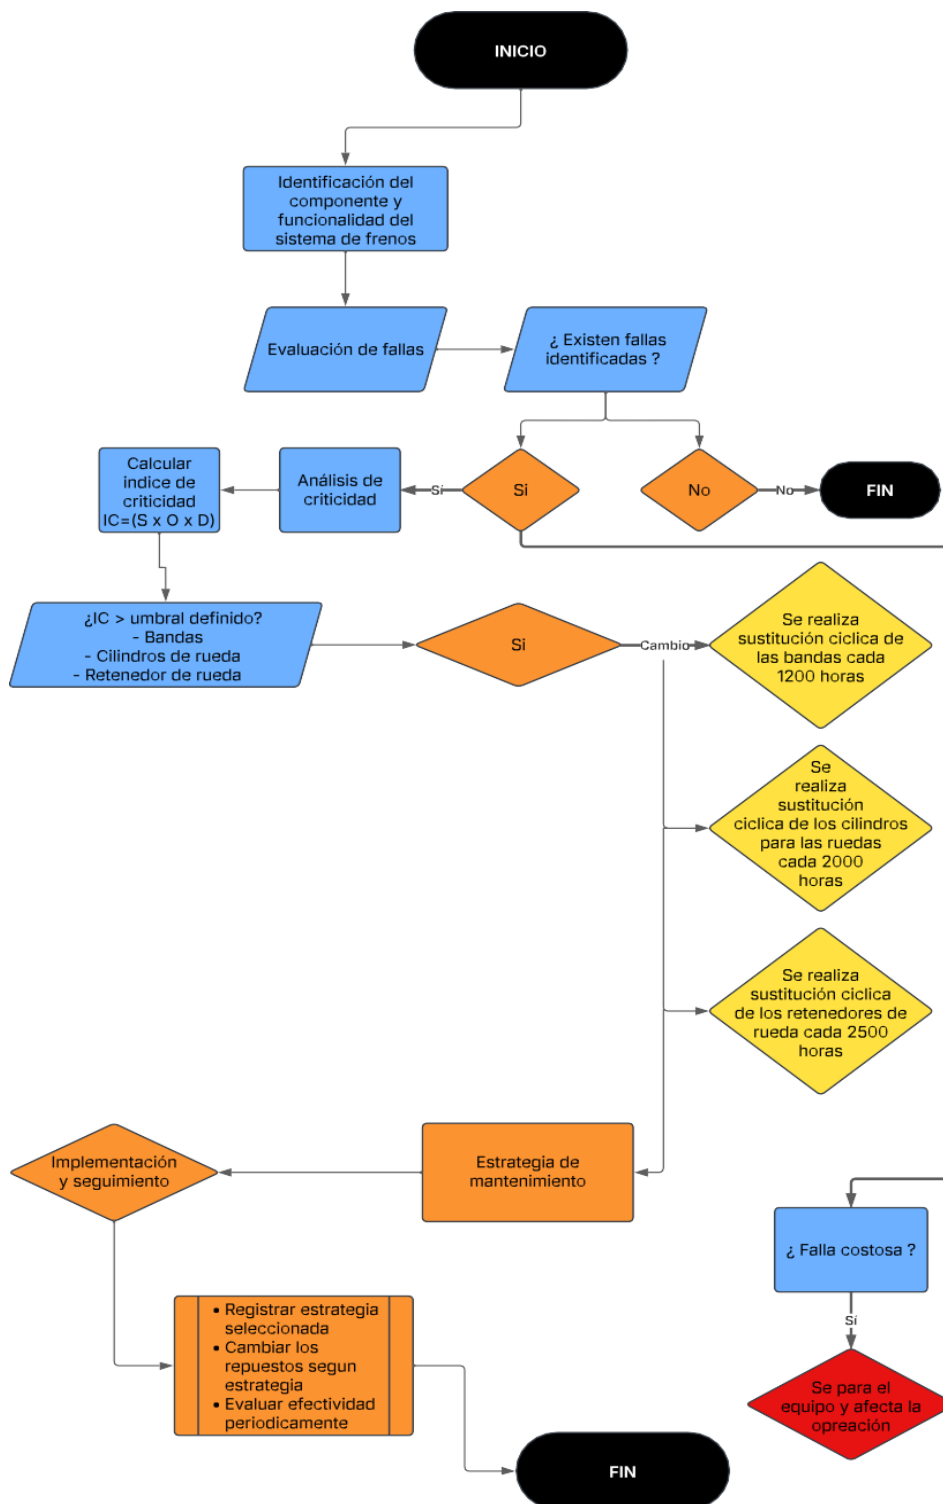 INICIO
Identificación del
componente y
funcionalidad del
sistema de frenos
Evaluación de fallas
¿ Existen fallas
identificadas ?
Calcular
indice de
criticidad
IC=(S x O x D)
Análisis de
criticidad
Si
Si
No
No
FIN
¿IC > umbral definido?
- Bandas
- Cilindros de rueda
- Retenedor de rueda
Si
Cambio
Se realiza
sustitución ciclica de
las bandas cada
1200 horas
Se
realiza
sustitución
ciclica de los cilindros
para las ruedas
cada 2000
horas
Se realiza
sustitución ciclica
de los retenedores de
rueda cada 2500
horas
Implementación
y seguimiento
Estrategia de
mantenimiento
¿ Falla costosa ?
Sí
• Registrar estrategia
seleccionada
• Cambiar los
repuestos segun
estrategia
• Evaluar efectividad
periodicamente
Se para el
equipo y afecta la
opreación
FIN